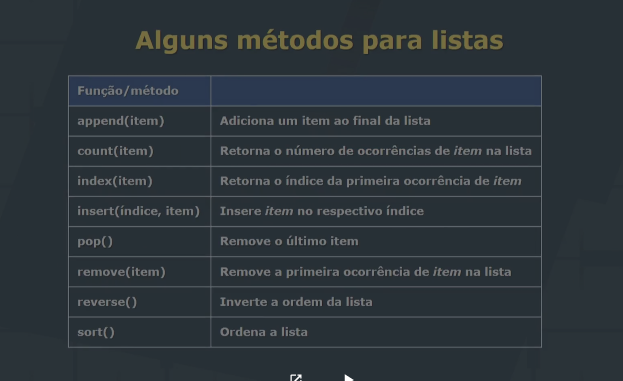 Alguns métodos para listas
Função/método
append(item) Adiciona um item ao final da lista
count(item) Retorna o número de ocorrências de item na lista
index(item) Retorna o índice da primeira ocorrência de item
insert(índice, item) Insere item no respectivo índice
pop() Remove o último item
remove(item) Remove a primeira ocorrência de item na lista
reverse() Inverte a ordem da lista
sort() Ordena a lista